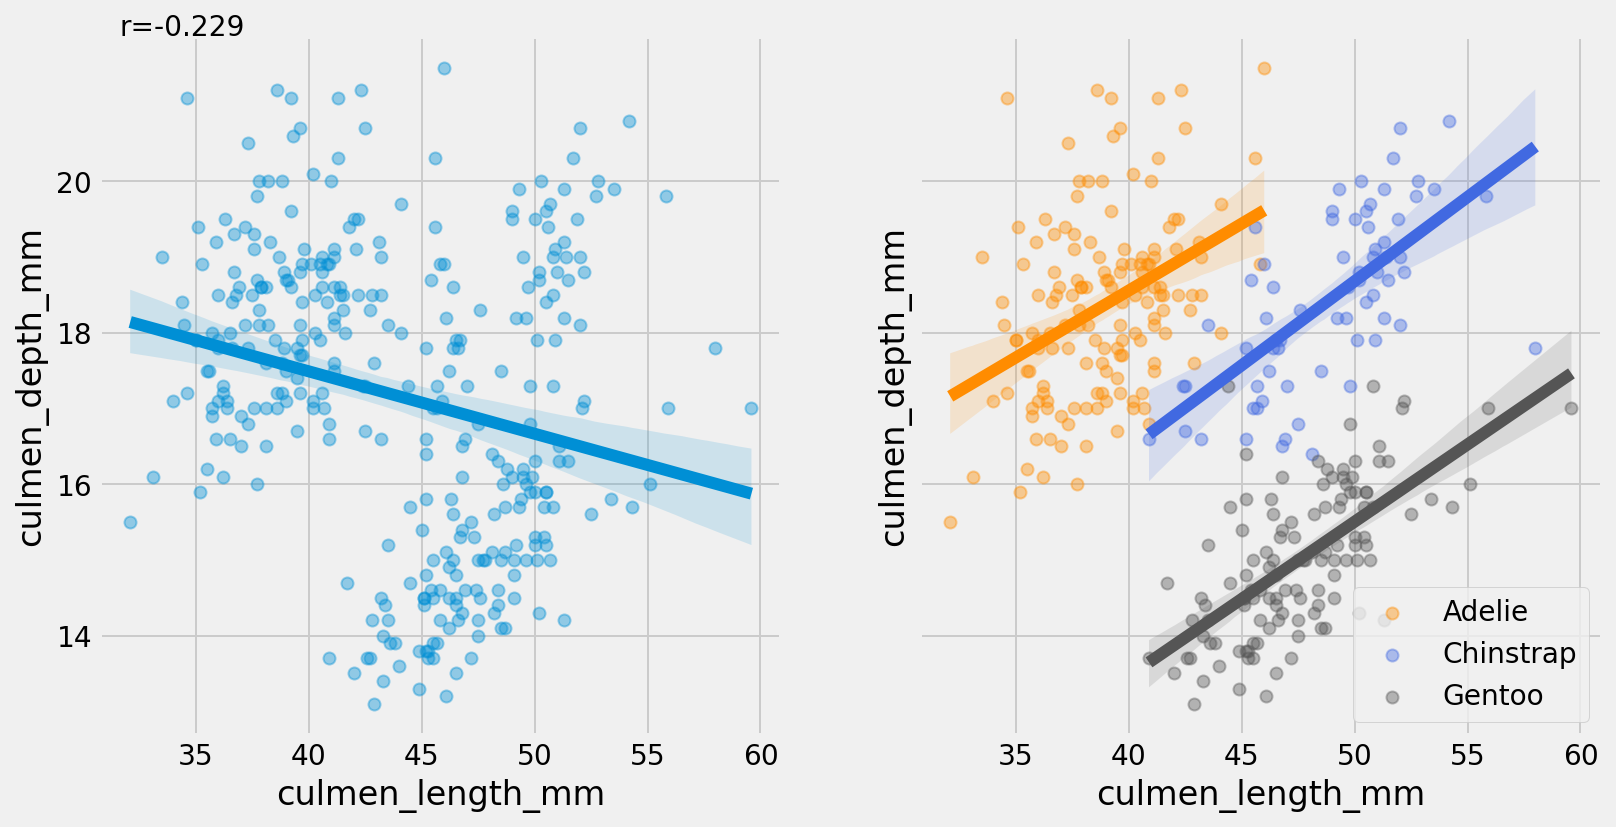 r=-0.229
culmen_depth_mm
20
18
16
14
35 40 45 50 55 60
culmen_length_mm
culmen_depth_mm
Adelie
Chinstrap
Gentoo
35 40 45 50 55 60
culmen_length_mm